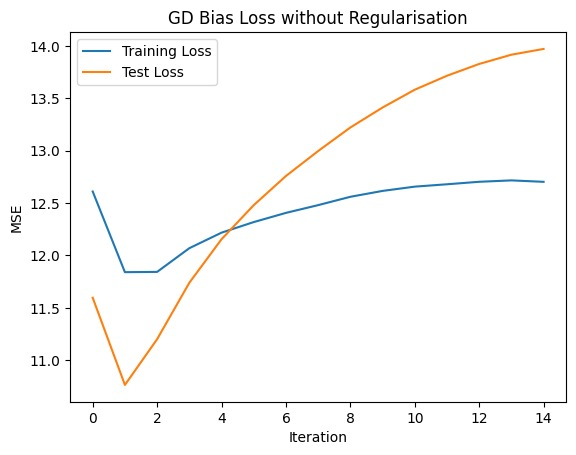 GD Bias Loss without Regularisation
Training Loss
Test Loss
14.0
13.5
13.0
12.5
12.0
11.5
11.0
MSE
0 2 4 6 8 10 12 14
Iteration